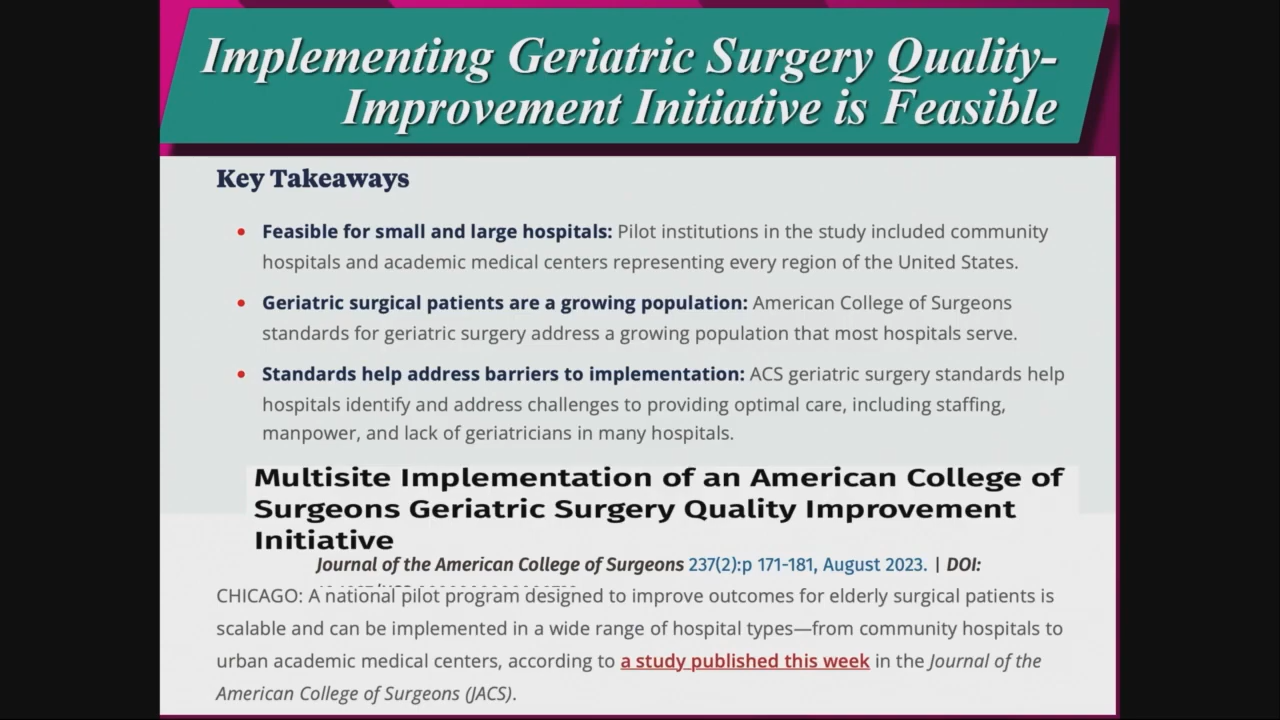 Implementing Geriatric Surgery Quality-
Improvement Initiative is Feasible
Key Takeaways
• Feasible for small and large hospitals: Pilot institutions in the study included community
hospitals and academic medical centers representing every region of the United States.
• Geriatric surgical patients are a growing population: American College of Surgeons
standards for geriatric surgery address a growing population that most hospitals serve.
• Standards help address barriers to implementation: ACS geriatric surgery standards help
hospitals identify and address challenges to providing optimal care, including staffing,
manpower, and lack of geriatricians in many hospitals.
Multisite Implementation of an American College of
Surgeons Geriatric Surgery Quality Improvement
Initiative
Journal of the American College of Surgeons 237(2):p 171-181, August 2023. | DOI:
CHICAGO: A national pilot program designed to improve outcomes for elderly surgical patients is
scalable and can be implemented in a wide range of hospital types—from community hospitals to
urban academic medical centers, according to a study published this week in the Journal of the
American College of Surgeons (JACS).